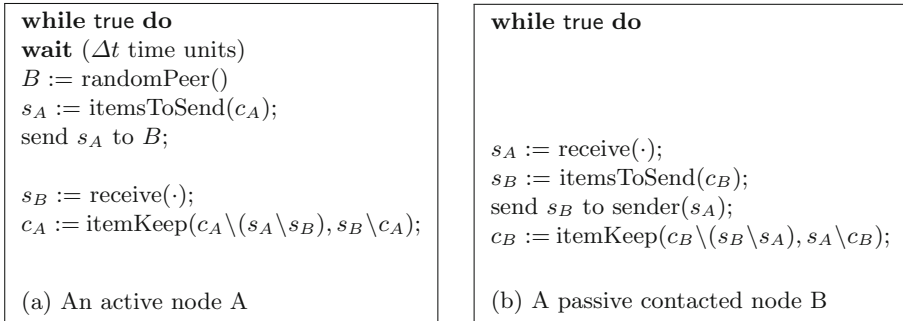 while true do
wait (Δt time units)
B := randomPeer()
s_A := itemsToSend(c_A);
send s_A to B;
s_B := receive(·);
c_A := itemKeep(c_A\(s_A\s_B), s_B\c_A);
(a) An active node A
while true do
s_A := receive(·);
s_B := itemsToSend(c_B);
send s_B to sender(s_A);
c_B := itemKeep(c_B\(s_B\s_A), s_A\c_B);
(b) A passive contacted node B